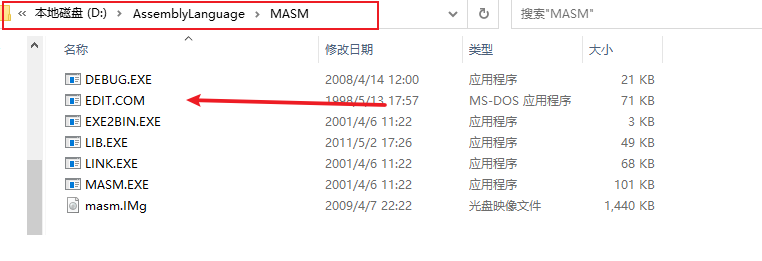 « 本地磁盘 (D:) > AssemblyLanguage > MASM 搜索"MASM"
名称 修改日期 类型 大小
DEBUG.EXE 2008/4/14 12:00 应用程序 21 KB
EDIT.COM 1998/5/13 17:57 MS-DOS 应用程序 71 KB
EXE2BIN.EXE 2001/4/6 11:22 应用程序 3 KB
LIB.EXE 2011/5/2 17:26 应用程序 49 KB
LINK.EXE 2001/4/6 11:22 应用程序 68 KB
MASM.EXE 2001/4/6 11:22 应用程序 101 KB
masm.IMg 2009/4/7 22:22 光盘映像文件 1,440 KB